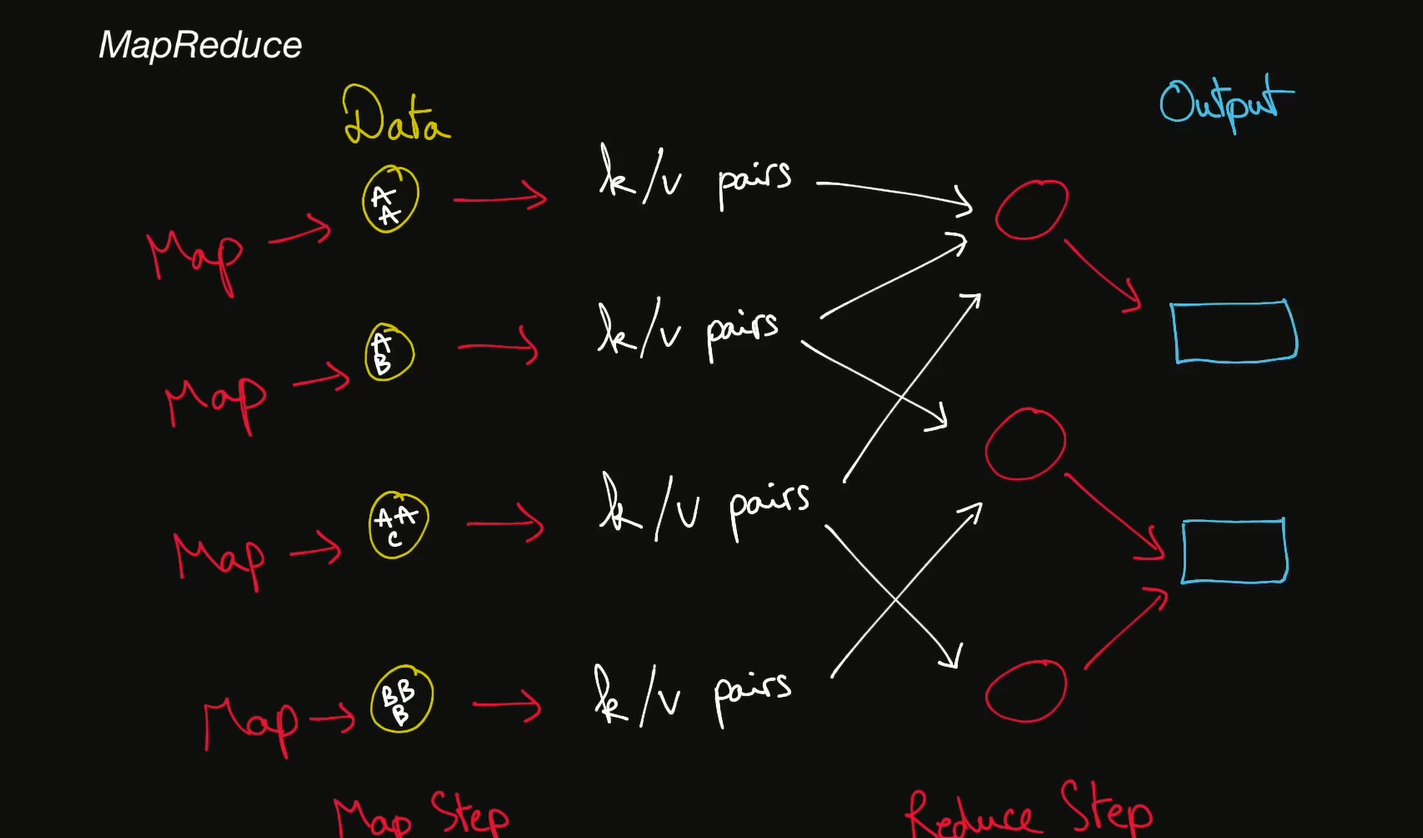 MapReduce
Data
Output
A
A
k/v pairs
Map
A
B
k/v pairs
Map
A A
C
k/v pairs
Map
B B
B
k/v pairs
Map
Map Step
Reduce Step